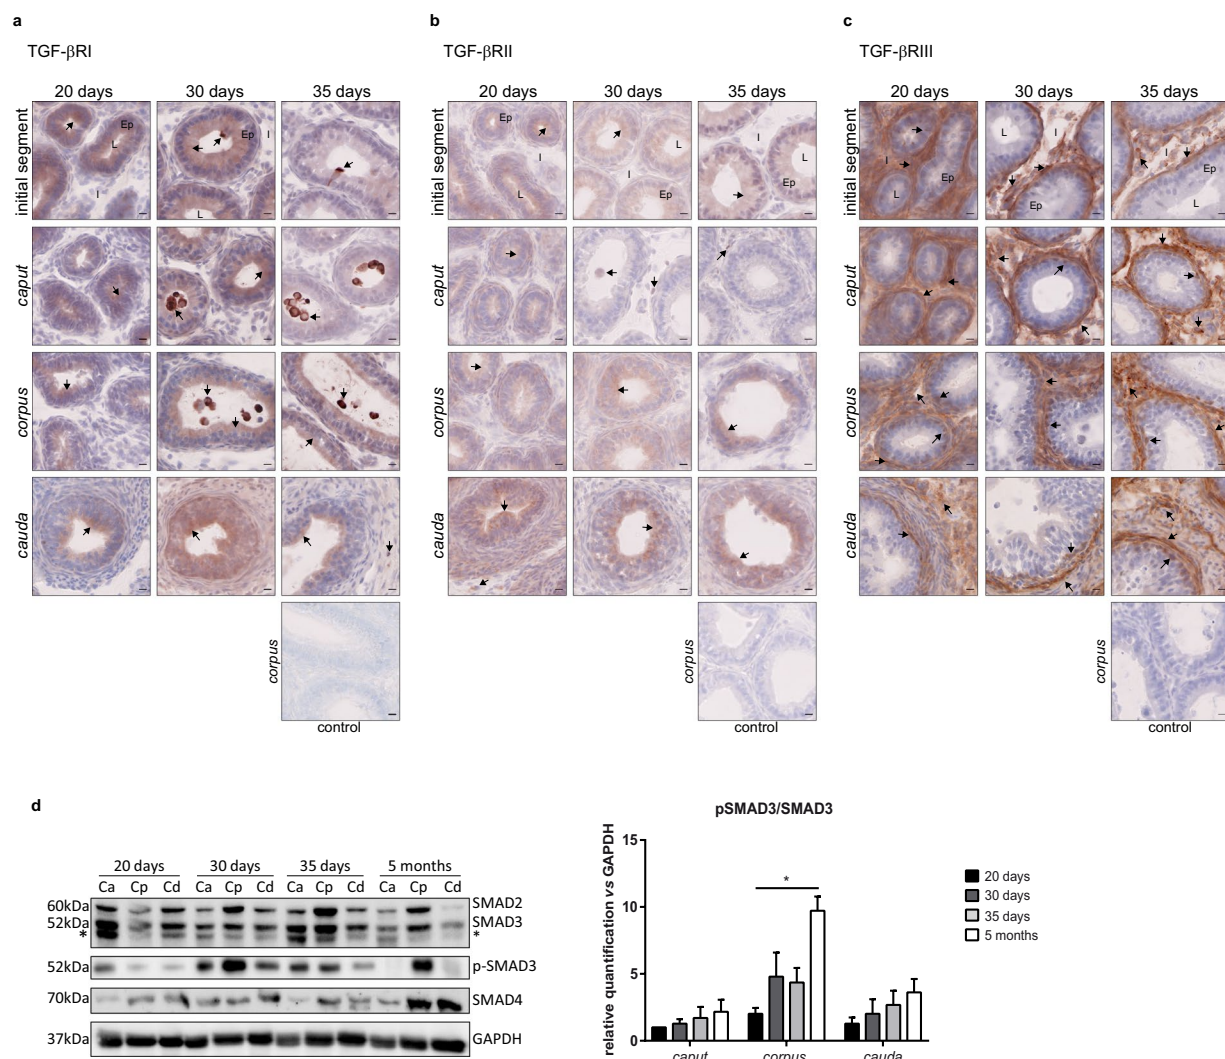 a
b
c
TGF-βRI
TGF-βRII
TGF-βRIII
20 days 30 days 35 days
20 days 30 days 35 days
20 days 30 days 35 days
initial segment
Ep
L
I
Ep
I
L
initial segment
Ep
I
L
L
I
Ep
I
L
Ep
initial segment
I
L
Ep
L
I
Ep
I
Ep
L
caput
caput
caput
corpus
corpus
corpus
cauda
cauda
cauda
corpus
corpus
corpus
control
control
control
d
20 days 30 days 35 days 5 months
Ca Cp Cd Ca Cp Cd Ca Cp Cd Ca Cp Cd
60kDa SMAD2
52kDa SMAD3
* *
52kDa p-SMAD3
70kDa SMAD4
37kDa GAPDH
pSMAD3/SMAD3
relative quantification vs GAPDH
15
10
5
0
*
caput corpus cauda
20 days
30 days
35 days
5 months